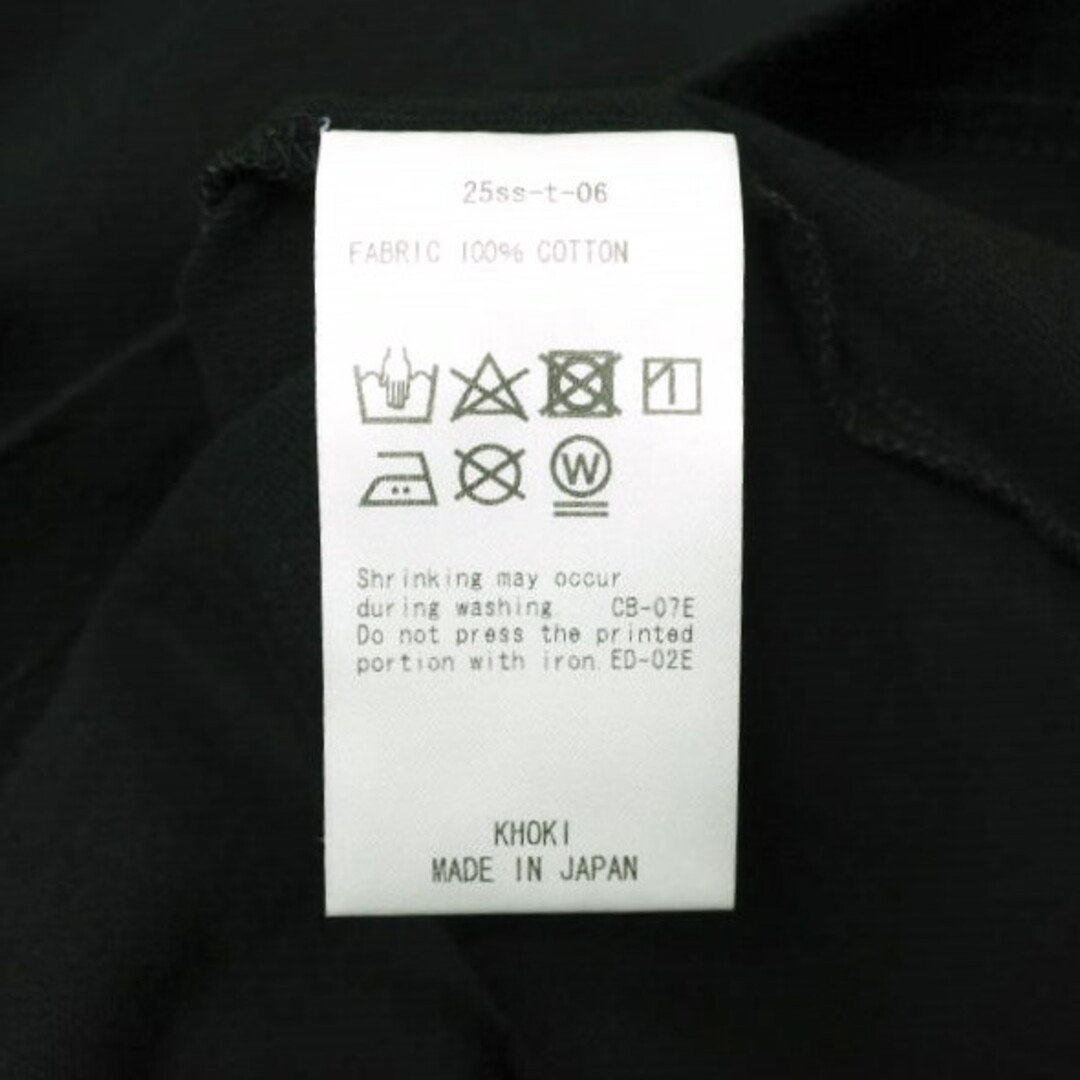 25ss-t-06
FABRIC 100% COTTON
W
Shrinking may occur
during washing CB-07E
Do not press the printed
portion with iron. ED-02E
KHOKI
MADE IN JAPAN